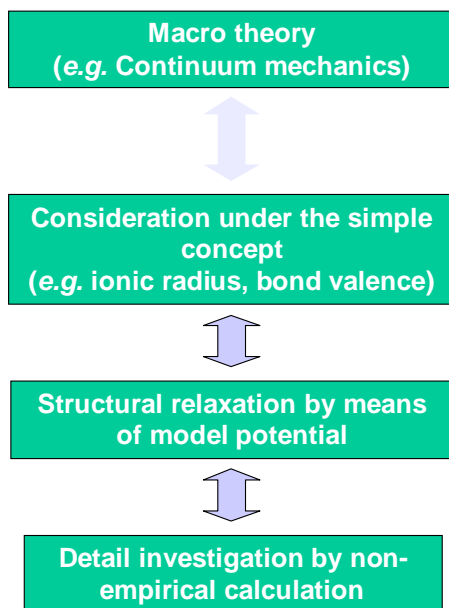 Macro theory
(e.g. Continuum mechanics)
Consideration under the simple
concept
(e.g. ionic radius, bond valence)
Structural relaxation by means
of model potential
Detail investigation by non-
empirical calculation